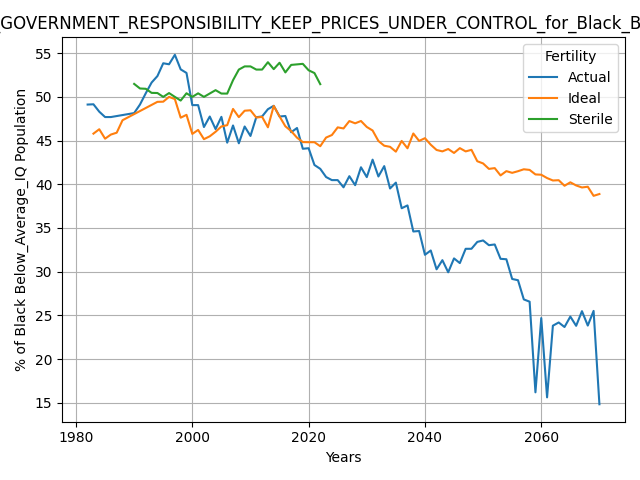 _GOVERNMENT_RESPONSIBILITY_KEEP_PRICES_UNDER_CONTROL_for_Black_B
Fertility
Actual
Ideal
Sterile
% of Black Below_Average_IQ Population
55
50
45
40
35
30
25
20
15
1980
2000
2020
2040
2060
Years